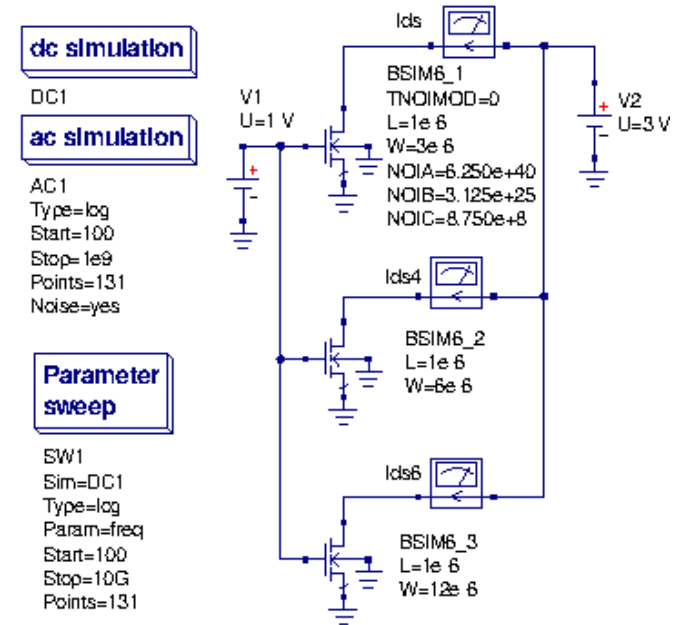 dc simulation
DC1
ac simulation
AC1
Type=log
Start=100
Stop=1e9
Points=131
Noise=yes
Parameter
sweep
SW1
Sim=DC1
Type=log
Param=freq
Start=100
Stop=10G
Points=131
V1
U=1 V
Ids
BSIM6_1
TNOIMOD=0
L=1e 6
W=3e 6
NOIA=6.250e+40
NOIB=3.125e+25
NOIC=8.750e+8
V2
U=3 V
Ids4
BSIM6_2
L=1e 6
W=6e 6
Ids6
BSIM6_3
L=1e 6
W=12e 6